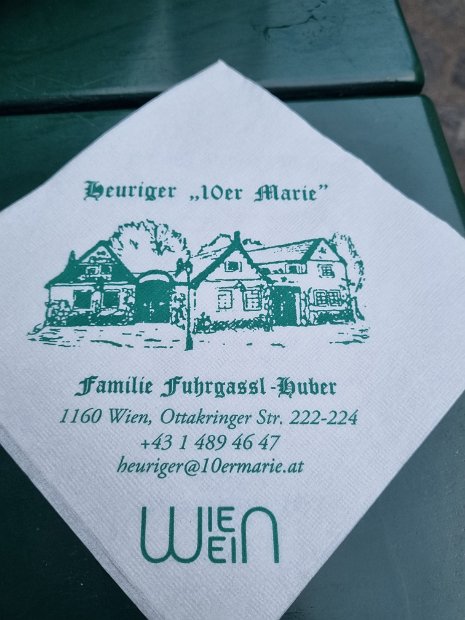 Heuriger „10er Marie”
Familie Fuhrgassl-Huber
1160 Wien, Ottakringer Str. 222-224
+43 1 489 46 47
heuriger@10ermarie.at
WIEN
WEIN